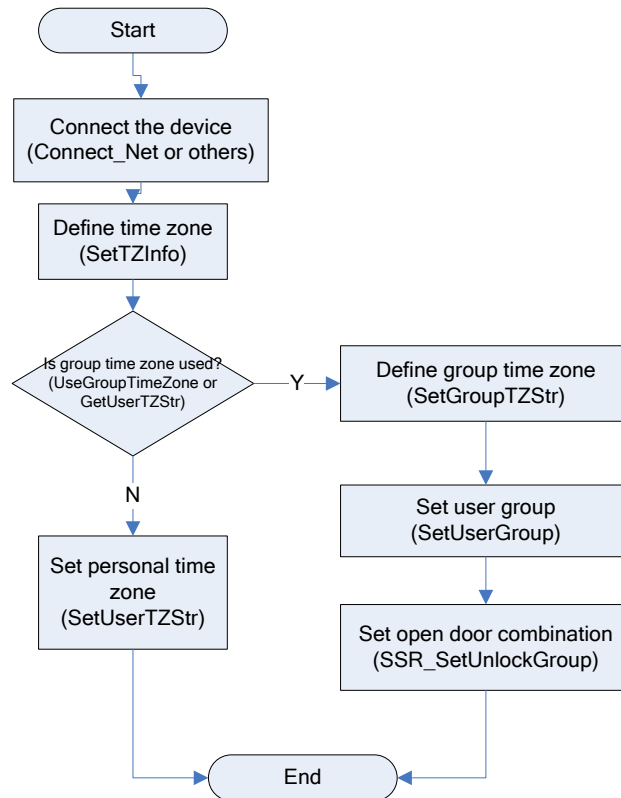 Start
Connect the device
(Connect_Net or others)
Define time zone
(SetTZInfo)
Is group time zone used?
(UseGroupTimeZone or
GetUserTZStr)
Y
Define group time zone
(SetGroupTZStr)
N
Set user group
(SetUserGroup)
Set personal time
zone
(SetUserTZStr)
Set open door combination
(SSR_SetUnlockGroup)
End